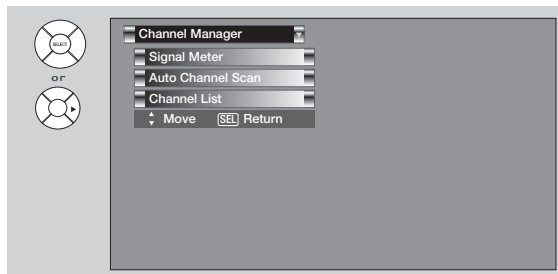 SELECT
or
Channel Manager
Signal Meter
Auto Channel Scan
Channel List
Move SEL Return